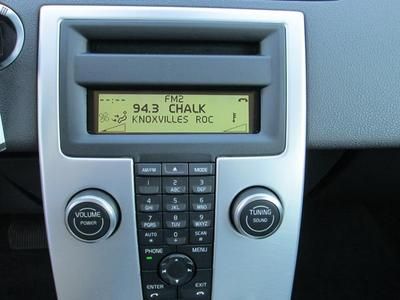 FM2
94.3 CHALK
KNOXVILLES ROC
AM/FM MODE
1 2 ABC 3 DEF
4 GHI 5 JKL 6 MNO
7 PQRS 8 TUV 9 WXYZ
AUTO 0 SCAN
PHONE MENU
ENTER EXIT
VOLUME
POWER
TUNING
SOUND